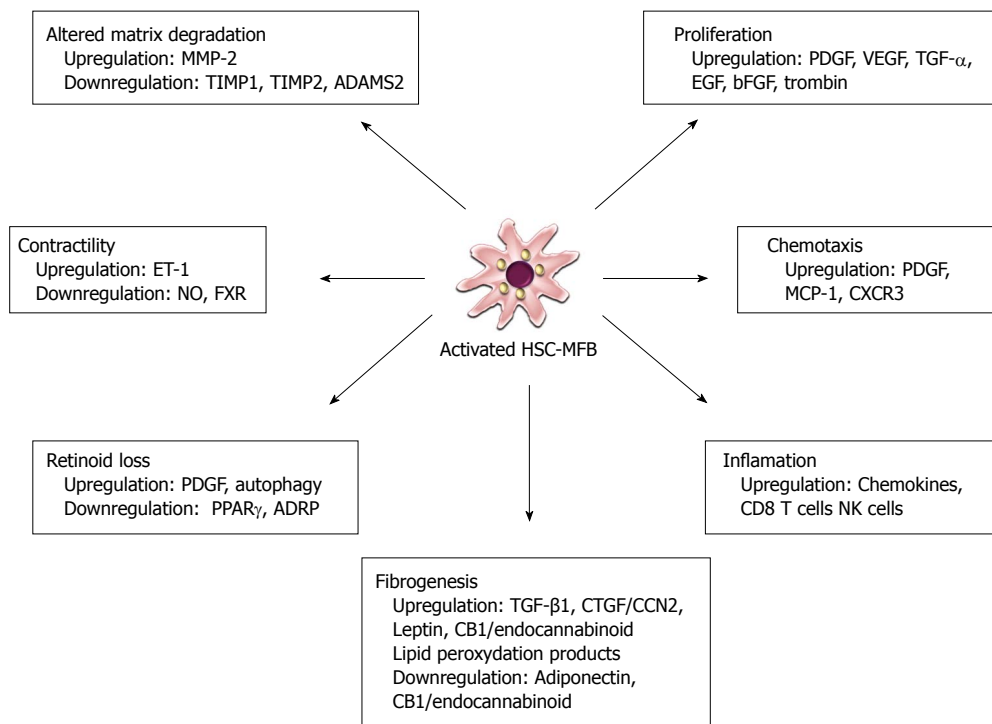 Altered matrix degradation
Upregulation: MMP-2
Downregulation: TIMP1, TIMP2, ADAMS2
Proliferation
Upregulation: PDGF, VEGF, TGF-α,
EGF, bFGF, trombin
Contractility
Upregulation: ET-1
Downregulation: NO, FXR
Activated HSC-MFB
Chemotaxis
Upregulation: PDGF,
MCP-1, CXCR3
Retinoid loss
Upregulation: PDGF, autophagy
Downregulation: PPARγ, ADRP
Inflamation
Upregulation: Chemokines,
CD8 T cells NK cells
Fibrogenesis
Upregulation: TGF-β1, CTGF/CCN2,
Leptin, CB1/endocannabinoid
Lipid peroxydation products
Downregulation: Adiponectin,
CB1/endocannabinoid